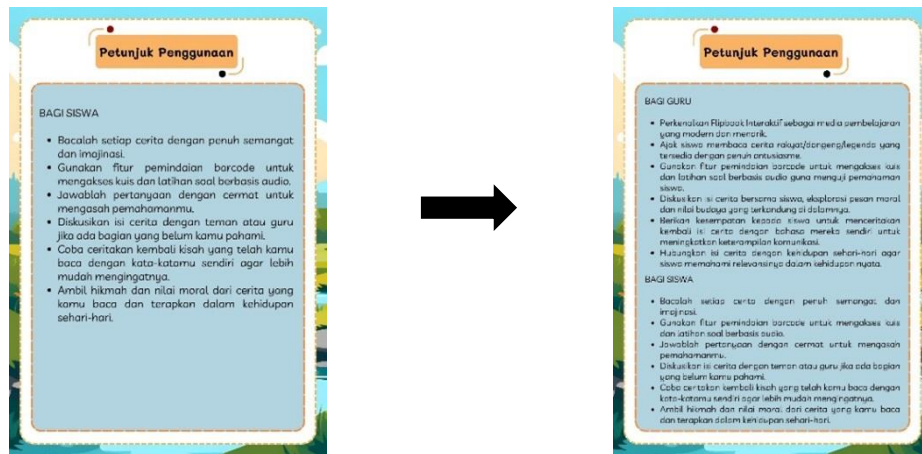 Petunjuk Penggunaan
BAGI SISWA
• Bacalah setiap cerita dengan penuh semangat
dan imajinasi.
• Gunakan fitur pemindaian barcode untuk
mengakses kuis dan latihan soal berbasis audio.
• Jawablah pertanyaan dengan cermat untuk
mengasah pemahamanmu.
• Diskusikan isi cerita dengan teman atau guru
jika ada bagian yang belum kamu pahami.
• Coba ceritakan kembali kisah yang telah kamu
baca dengan kata-katamu sendiri agar lebih
mudah mengingatnya.
• Ambil hikmah dan nilai moral dari cerita yang
kamu baca dan terapkan dalam kehidupan
sehari-hari.
Petunjuk Penggunaan
BAGI GURU
• Perkenalkan Flipbook Interaktif sebagai media pembelajaran
yang modern dan menarik.
• Ajak siswa membaca cerita rakyat/dongeng/legenda yang
tersedia dengan penuh antusiasme.
• Gunakan fitur pemindaian barcode untuk mengakses kuis
dan latihan soal berbasis audio guna menguji pemahaman
siswa.
• Diskusikan isi cerita bersama siswa, eksplorasi pesan moral
dan nilai budaya yang terkandung di dalamnya.
• Berikan kesempatan kepada siswa untuk menceritakan
kembali isi cerita dengan bahasa mereka sendiri untuk
meningkatkan keterampilan komunikasi.
• Hubungkan isi cerita dengan kehidupan sehari-hari agar
siswa memahami relevansinya dalam kehidupan nyata.
BAGI SISWA
• Bacalah setiap cerita dengan penuh semangat dan
imajinasi.
• Gunakan fitur pemindaian barcode untuk mengakses kuis
dan latihan soal berbasis audio.
• Jawablah pertanyaan dengan cermat untuk mengasah
pemahamanmu.
• Diskusikan isi cerita dengan teman atau guru jika ada bagian
yang belum kamu pahami.
• Coba ceritakan kembali kisah yang telah kamu baca dengan
kata-katamu sendiri agar lebih mudah mengingatnya.
• Ambil hikmah dan nilai moral dari cerita yang kamu baca
dan terapkan dalam kehidupan sehari-hari.